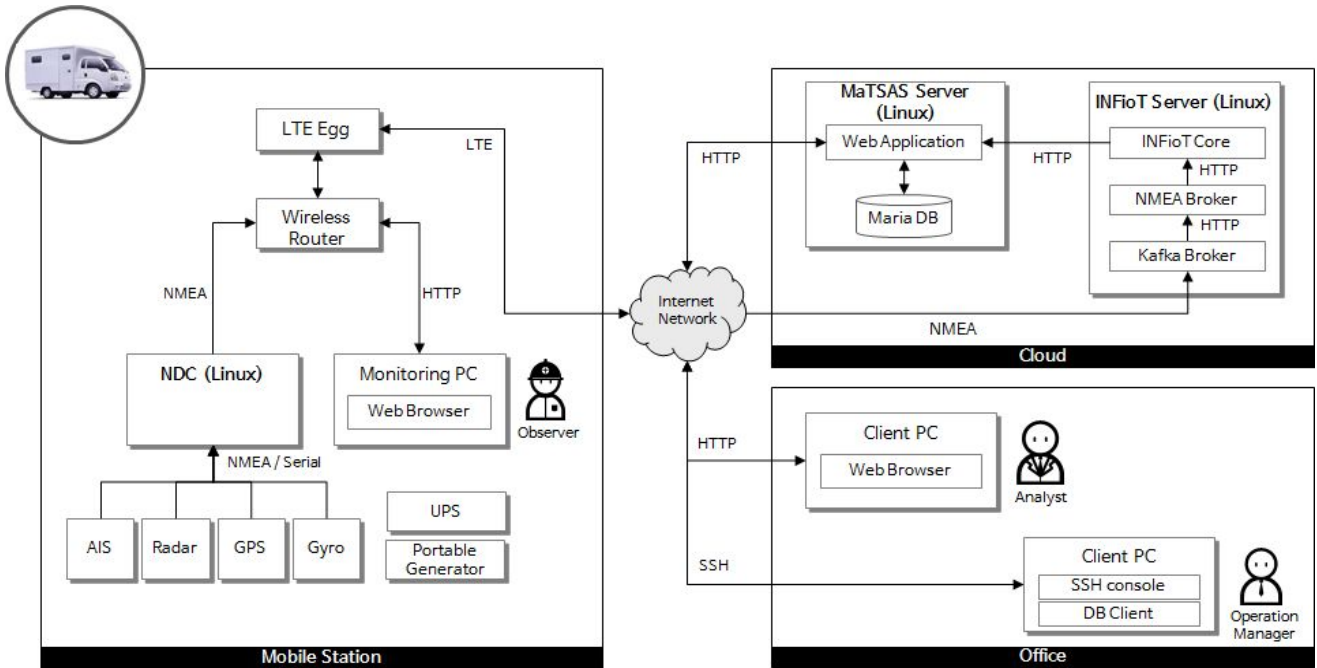 LTE Egg
LTE
Wireless
Router
NMEA
HTTP
NDC (Linux)
Monitoring PC
Web Browser
Observer
NMEA / Serial
AIS
Radar
GPS
Gyro
UPS
Portable
Generator
Mobile Station
Internet
Network
MaTSAS Server
(Linux)
Web Application
Maria DB
HTTP
HTTP
INFioT Server (Linux)
INFioT Core
HTTP
NMEA Broker
HTTP
Kafka Broker
NMEA
Cloud
HTTP
Client PC
Web Browser
Analyst
SSH
Client PC
SSH console
DB Client
Operation
Manager
Office